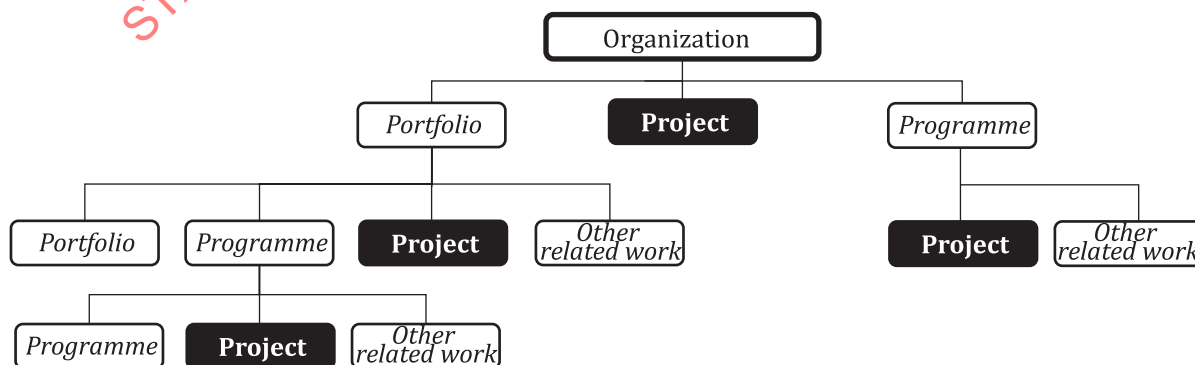 ST
Organization
Portfolio
Project
Programme
Portfolio
Programme
Project
Other
related work
Project
Other
related work
Programme
Project
Other
related work